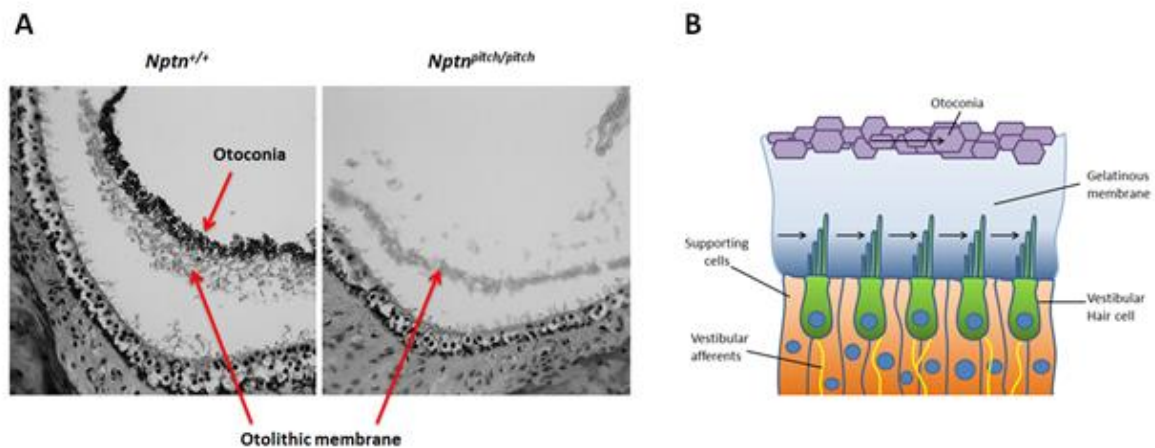 A
Nptn+/+
Nptnpitch/pitch
Otoconia
Otolithic membrane
B
Otoconia
Gelatinous
membrane
Supporting
cells
Vestibular
Hair cell
Vestibular
afferents